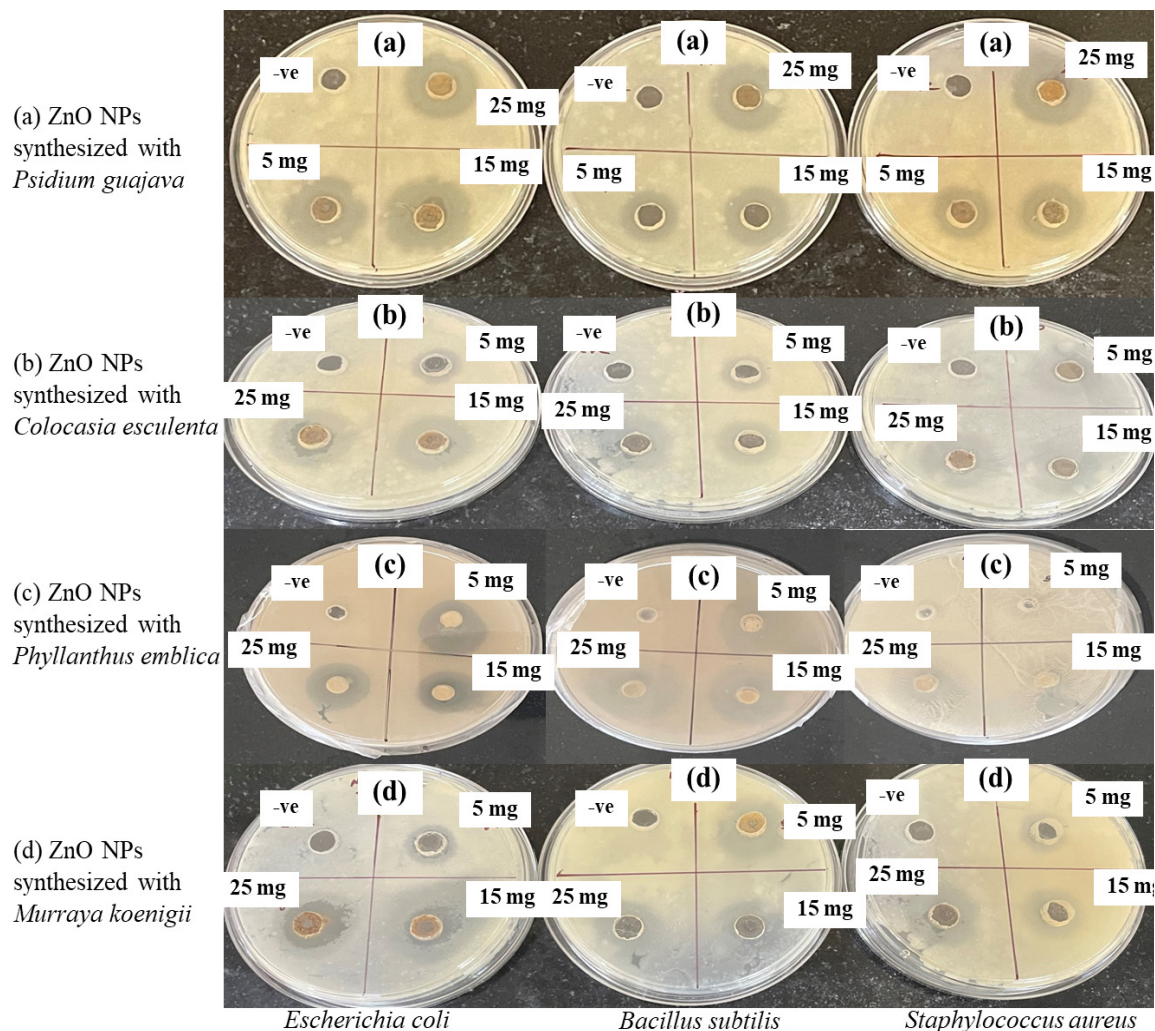 (a) ZnO NPs
synthesized with
Psidium guajava
(a)
-ve
25 mg
5 mg
15 mg
(a)
-ve
25 mg
5 mg
15 mg
(a)
-ve
25 mg
5 mg
15 mg
(b) ZnO NPs
synthesized with
Colocasia esculenta
(b)
-ve
5 mg
25 mg
15 mg
(b)
-ve
5 mg
25 mg
15 mg
(b)
-ve
5 mg
25 mg
15 mg
(c) ZnO NPs
synthesized with
Phyllanthus emblica
(c)
-ve
5 mg
25 mg
15 mg
(c)
-ve
5 mg
25 mg
15 mg
(c)
-ve
5 mg
25 mg
15 mg
(d) ZnO NPs
synthesized with
Murraya koenigii
(d)
-ve
5 mg
25 mg
15 mg
(d)
-ve
5 mg
25 mg
15 mg
(d)
-ve
5 mg
25 mg
15 mg
Escherichia coli
Bacillus subtilis
Staphylococcus aureus